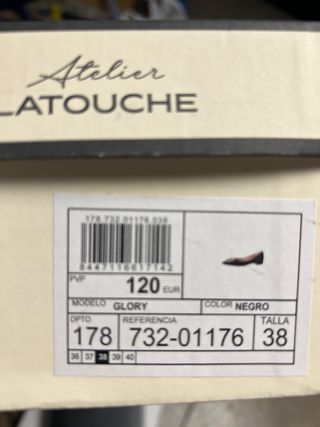 Atelier
LATOUCHE
178.732.01176.038
8447116617142
PVP 120 EUR
MODELO GLORY COLOR NEGRO
DPTO REFERENCIA TALLA
178 732-01176 38
36 37 38 39 40